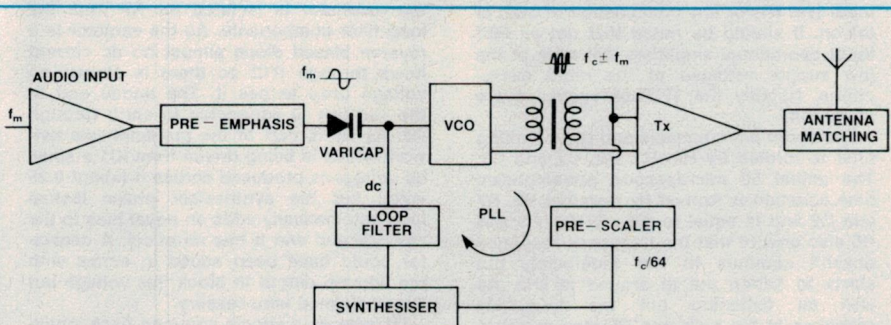 AUDIO INPUT
fm
PRE – EMPHASIS
fm
VARICAP
VCO
fc ± fm
Tx
ANTENNA
MATCHING
dc
LOOP
FILTER
PLL
PRE – SCALER
fc/64
SYNTHESISER